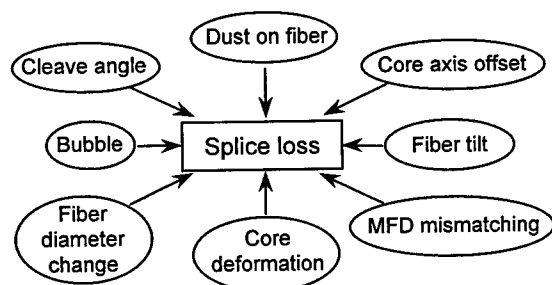 Dust on fiber
Cleave angle
Core axis offset
Bubble
Splice loss
Fiber tilt
Fiber
diameter
change
Core
deformation
MFD mismatching